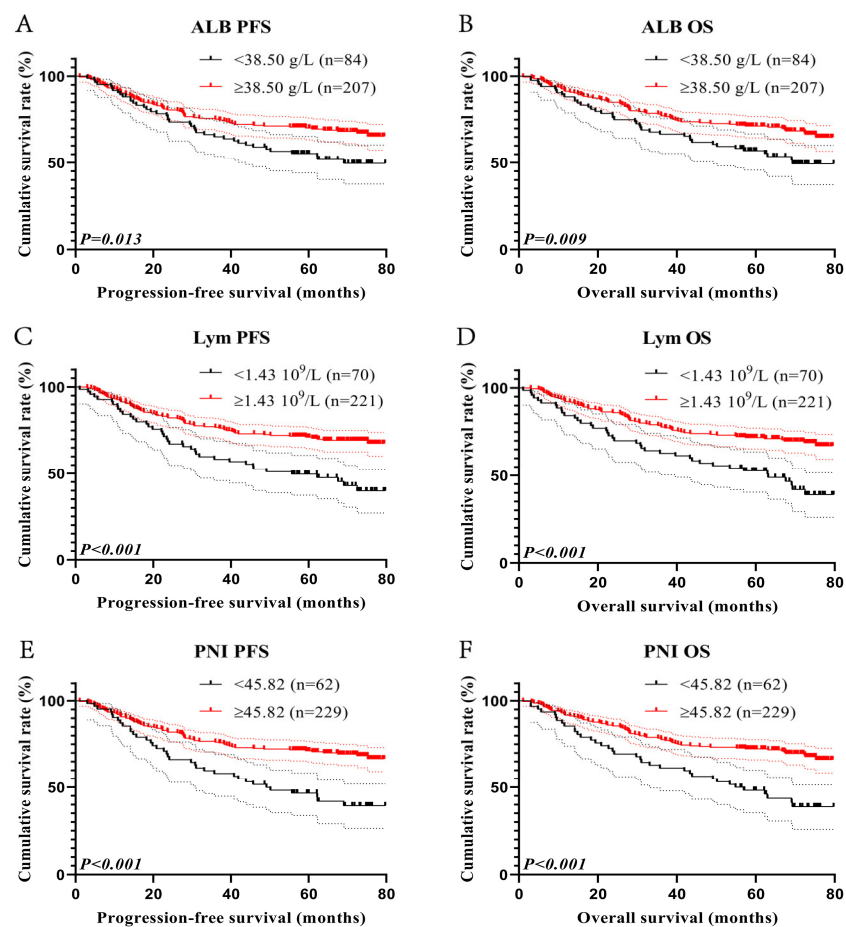 A
ALB PFS
<38.50 g/L (n=84)
≥38.50 g/L (n=207)
Cumulative survival rate (%)
100
50
0
P=0.013
0 20 40 60 80
Progression-free survival (months)
B
ALB OS
<38.50 g/L (n=84)
≥38.50 g/L (n=207)
Cumulative survival rate (%)
100
50
0
P=0.009
0 20 40 60 80
Overall survival (months)
C
Lym PFS
<1.43 10⁹/L (n=70)
≥1.43 10⁹/L (n=221)
Cumulative survival rate (%)
100
50
0
P<0.001
0 20 40 60 80
Progression-free survival (months)
D
Lym OS
<1.43 10⁹/L (n=70)
≥1.43 10⁹/L (n=221)
Cumulative survival rate (%)
100
50
0
P<0.001
0 20 40 60 80
Overall survival (months)
E
PNI PFS
<45.82 (n=62)
≥45.82 (n=229)
Cumulative survival rate (%)
100
50
0
P<0.001
0 20 40 60 80
Progression-free survival (months)
F
PNI OS
<45.82 (n=62)
≥45.82 (n=229)
Cumulative survival rate (%)
100
50
0
P<0.001
0 20 40 60 80
Overall survival (months)